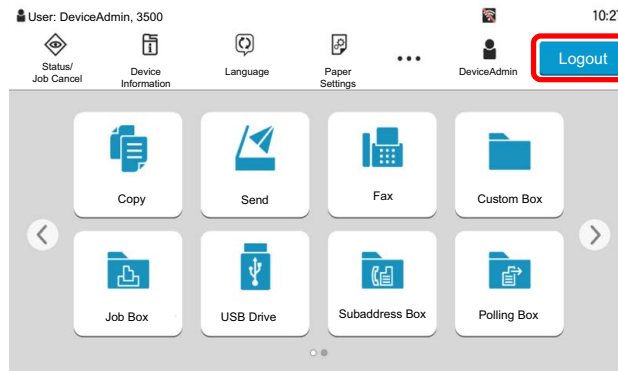 User: DeviceAdmin, 3500
Status/
Job Cancel
Device
Information
Language
Paper
Settings
DeviceAdmin
Logout
Copy
Send
Fax
Custom Box
Job Box
USB Drive
Subaddress Box
Polling Box